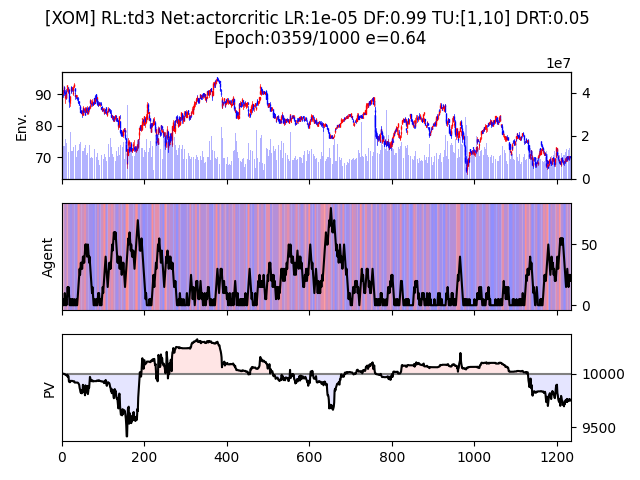 [XOM] RL:td3 Net:actorcritic LR:1e-05 DF:0.99 TU:[1,10] DRT:0.05
Epoch:0359/1000 e=0.64
1e7
Env.
90
80
70
4
2
0
Agent
50
0
PV
10000
9500
0
200
400
600
800
1000
1200